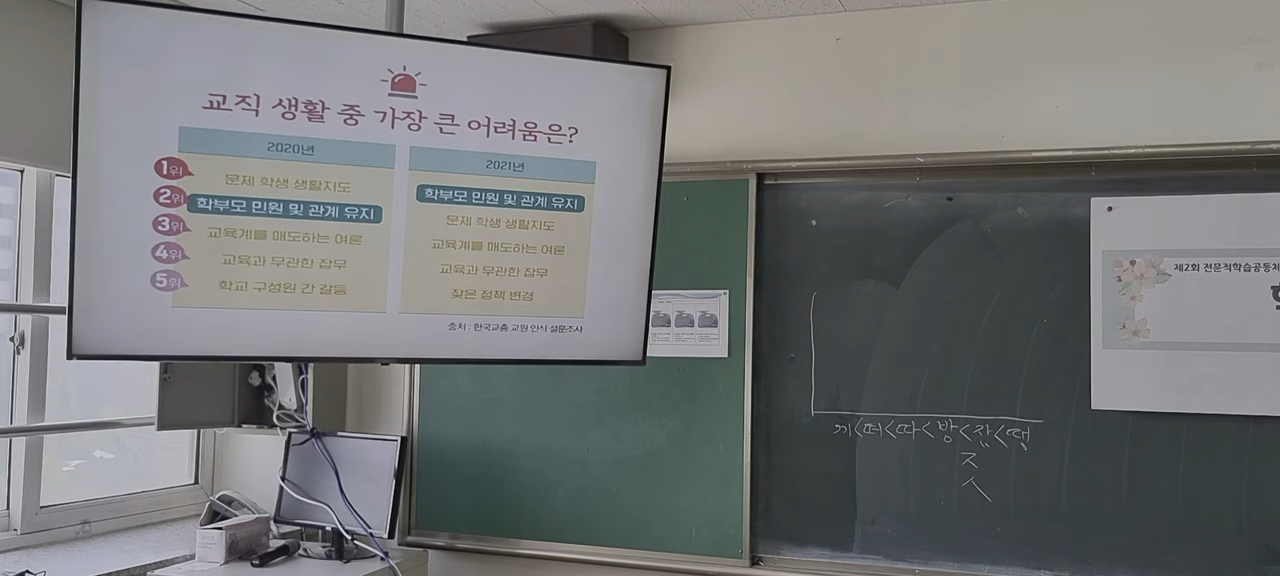 교직 생활 중 가장 큰 어려움은?
2020년
1위 문제 학생 생활지도
2위 학부모 민원 및 관계 유지
3위 교육계를 매도하는 여론
4위 교육과 무관한 잡무
5위 학교 구성원 간 갈등
2021년
학부모 민원 및 관계 유지
문제 학생 생활지도
교육계를 매도하는 여론
교육과 무관한 잡무
잦은 정책 변경
출처 : 한국교총 교원 인식 설문조사
제2회 전문적학습공동체
끼<떠<따<방<잡<땟
ㅈ